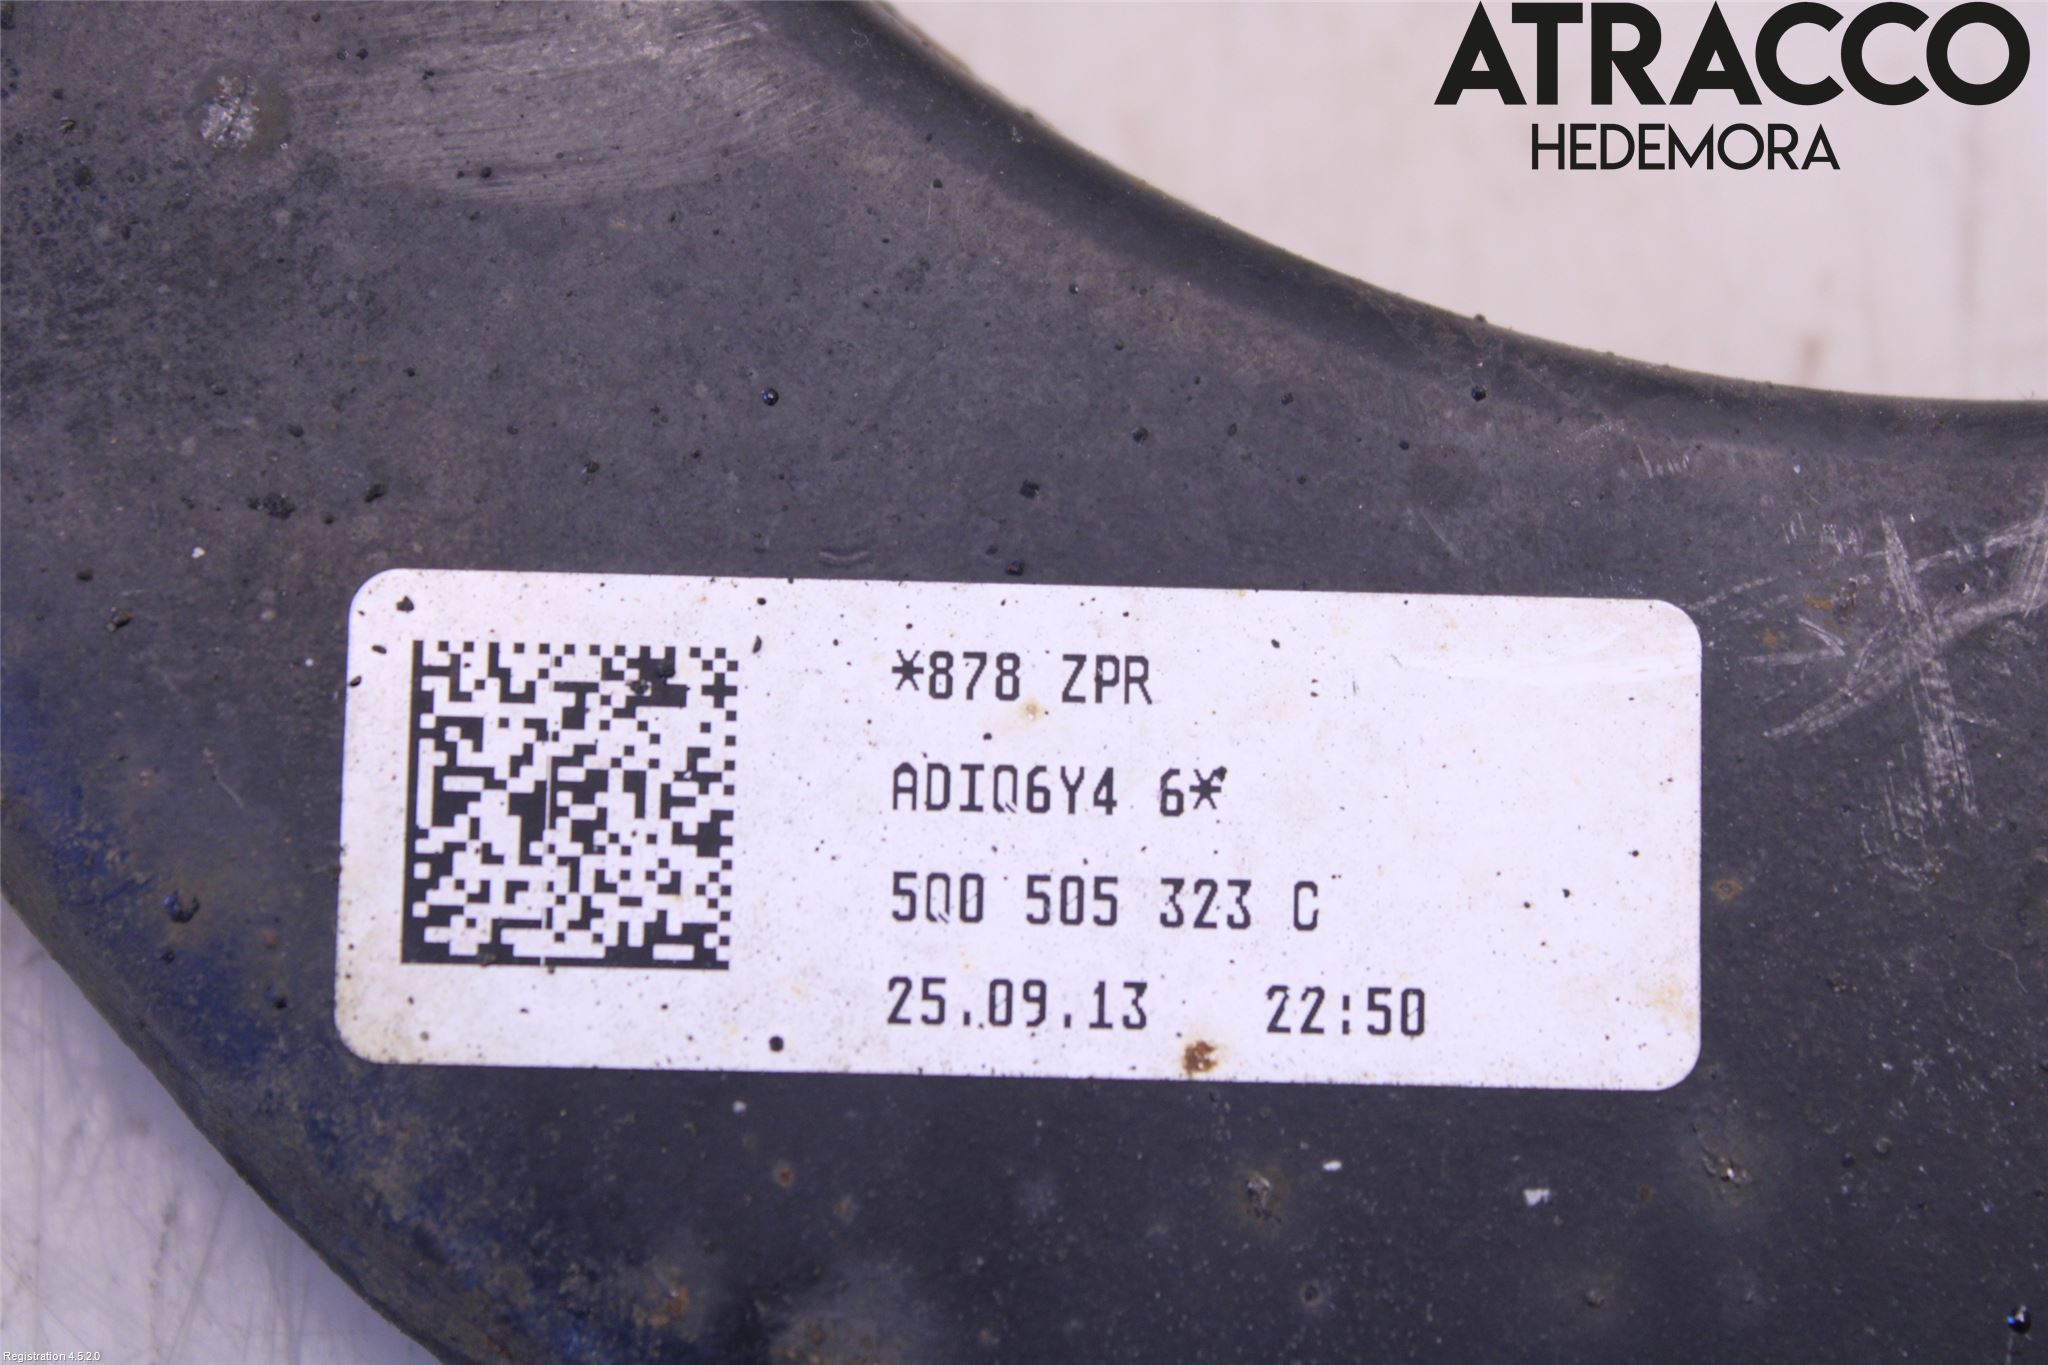 ATRACCO
HEDEMORA
*878 ZPR
ADIQ6Y4 6*
5Q0 505 323 C
25.09.13 22:50
Registration 4.5.2.0